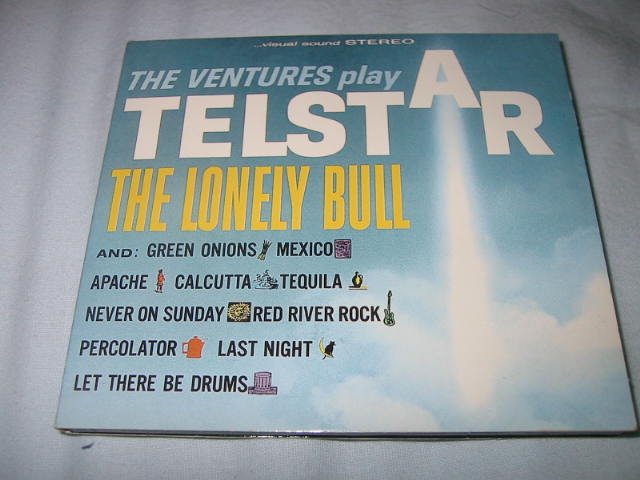 ...visual sound STEREO
THE VENTURES play
TELSTAR
THE LONELY BULL
AND: GREEN ONIONS MEXICO
APACHE CALCUTTA TEQUILA
NEVER ON SUNDAY RED RIVER ROCK
PERCOLATOR LAST NIGHT
LET THERE BE DRUMS